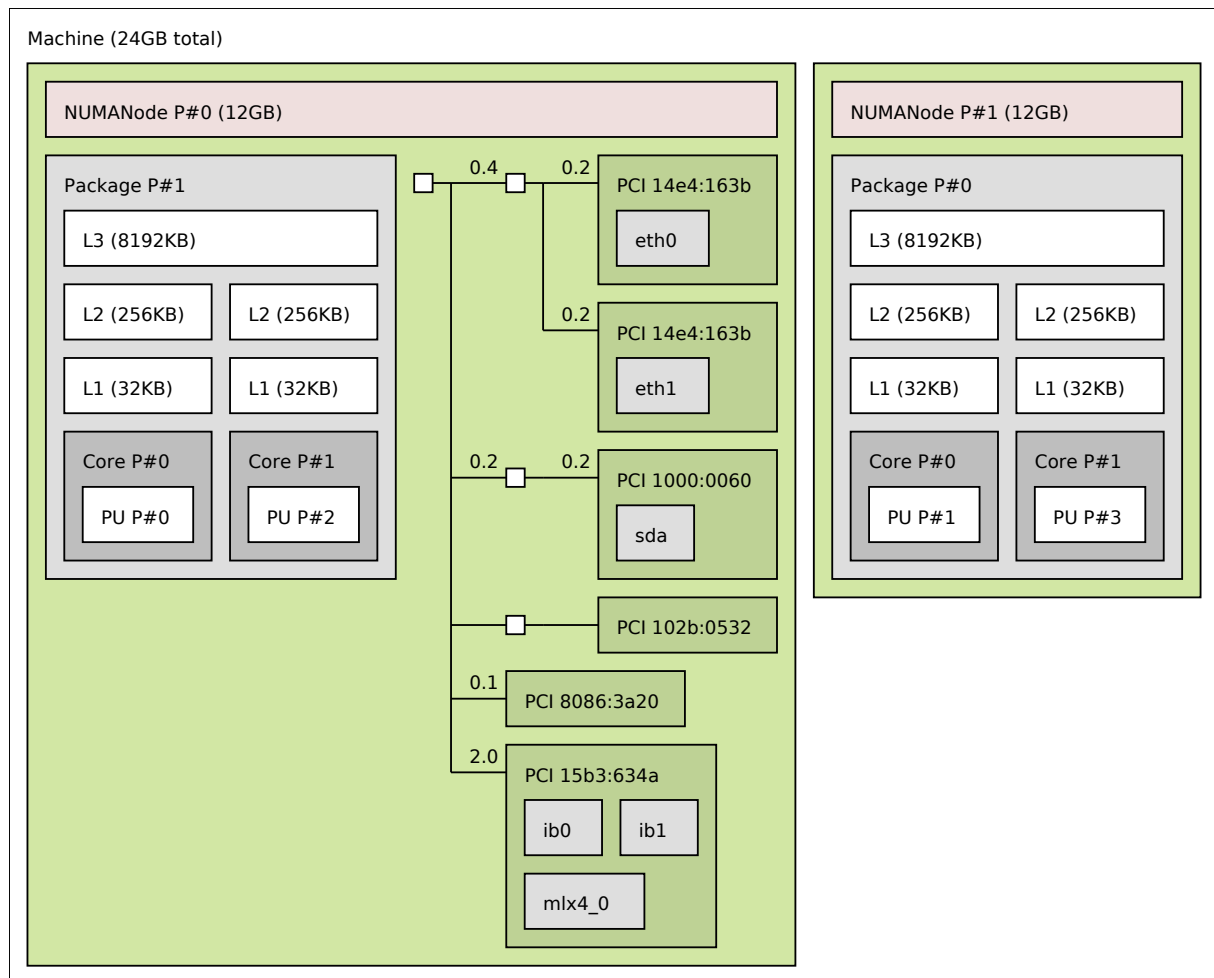 Machine (24GB total)
NUMANode P#0 (12GB)
Package P#1
L3 (8192KB)
L2 (256KB)
L2 (256KB)
L1 (32KB)
L1 (32KB)
Core P#0
PU P#0
Core P#1
PU P#2
0.4
0.2
PCI 14e4:163b
eth0
0.2
PCI 14e4:163b
eth1
0.2
0.2
PCI 1000:0060
sda
PCI 102b:0532
0.1
PCI 8086:3a20
2.0
PCI 15b3:634a
ib0
ib1
mlx4_0
NUMANode P#1 (12GB)
Package P#0
L3 (8192KB)
L2 (256KB)
L2 (256KB)
L1 (32KB)
L1 (32KB)
Core P#0
PU P#1
Core P#1
PU P#3